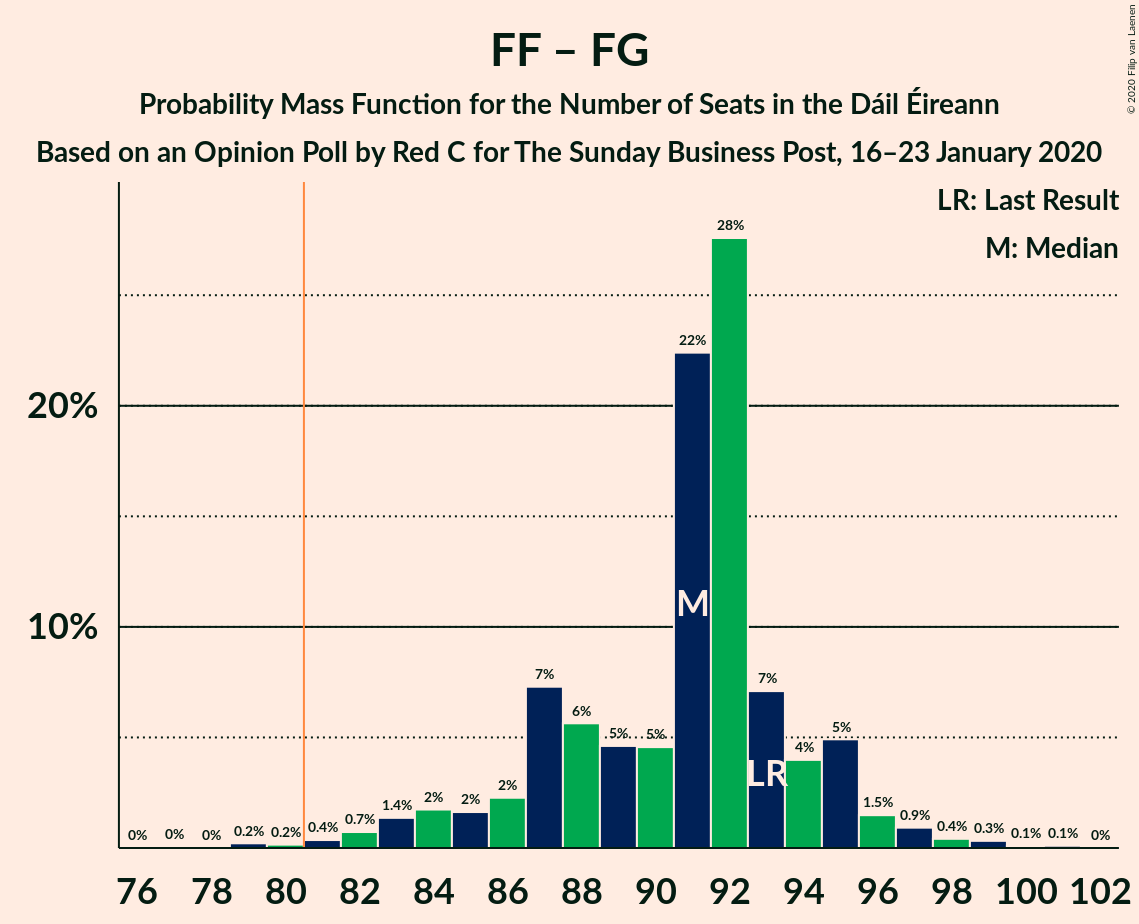 FF – FG
Probability Mass Function for the Number of Seats in the Dáil Éireann
Based on an Opinion Poll by Red C for The Sunday Business Post, 16–23 January 2020
© 2020 Filip van Laenen
LR: Last Result
M: Median
28%
22%
20%
10%
M
7%
7%
6%
5%
5%
5%
LR
4%
2%
2%
2%
1.4%
1.5%
0.7%
0.9%
0% 0% 0% 0.2% 0.2% 0.4%
0.4% 0.3% 0.1% 0.1% 0%
76 78 80 82 84 86 88 90 92 94 96 98 100 102